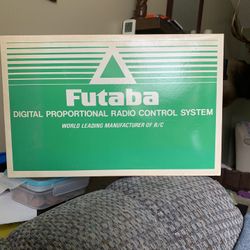 Futaba
DIGITAL PROPORTIONAL RADIO CONTROL SYSTEM
WORLD LEADING MANUFACTURER OF R/C